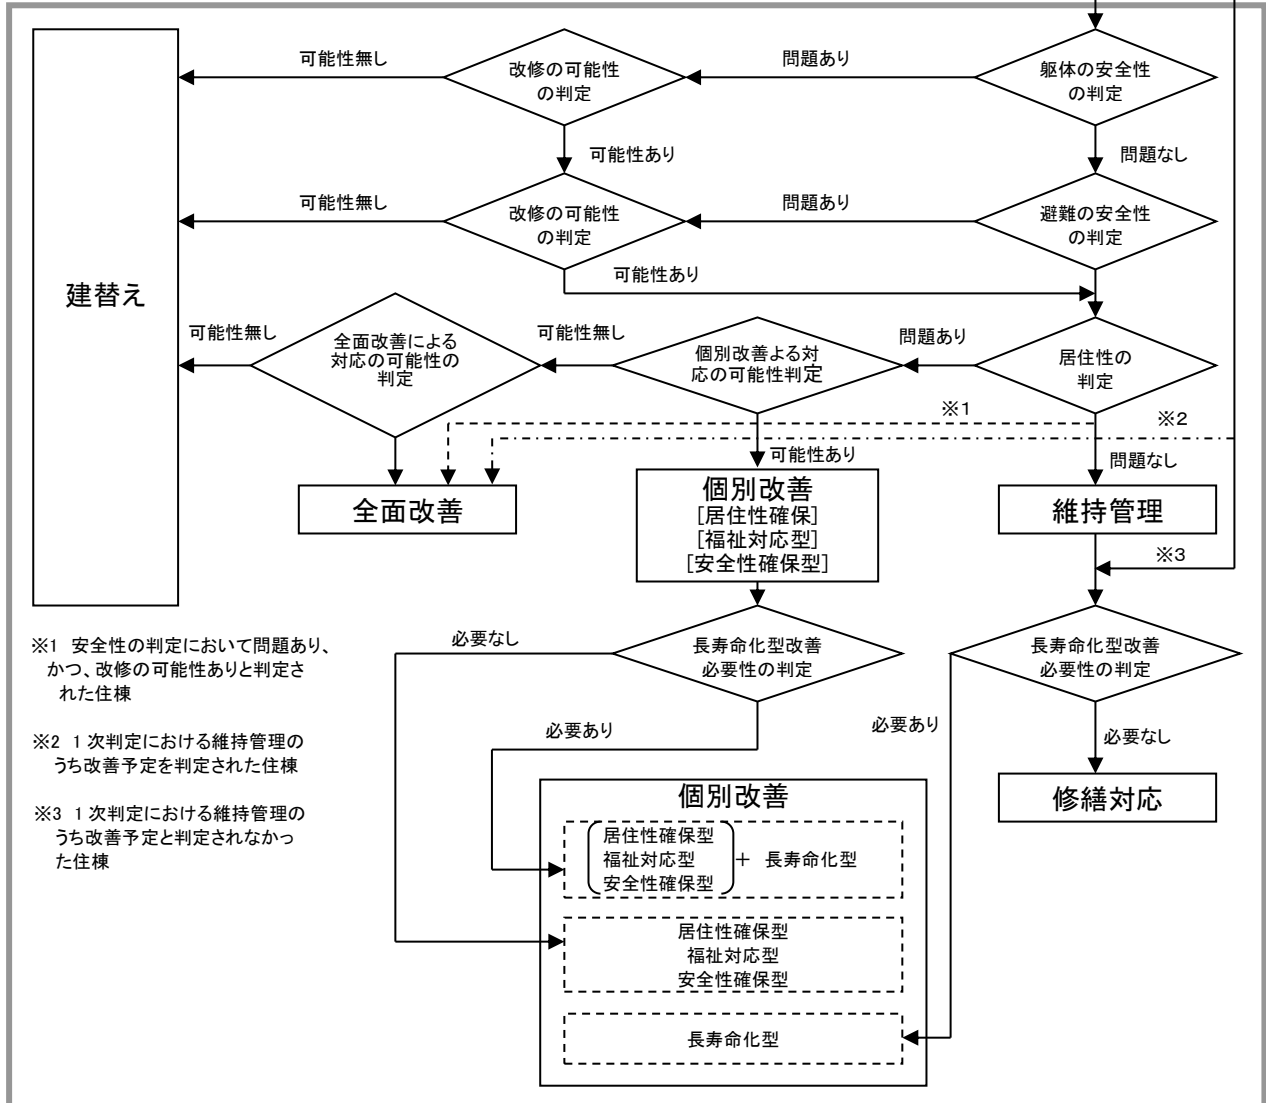 可能性無し
改修の可能性
の判定
問題あり
躯体の安全性
の判定
可能性あり
問題なし
可能性無し
改修の可能性
の判定
問題あり
避難の安全性
の判定
可能性あり
建替え
可能性無し
全面改善による
対応の可能性の
判定
可能性無し
個別改善よる対
応の可能性判定
問題あり
居住性の
判定
※1
※2
可能性あり
問題なし
全面改善
個別改善
[居住性確保]
[福祉対応型]
[安全性確保型]
維持管理
※3
※1 安全性の判定において問題あり、
かつ、改修の可能性ありと判定さ
れた住棟
必要なし
長寿命化型改善
必要性の判定
長寿命化型改善
必要性の判定
※2 1次判定における維持管理の
うち改善予定を判定された住棟
必要あり
必要あり
必要なし
※3 1次判定における維持管理の
うち改善予定と判定されなかっ
た住棟
個別改善
修繕対応
居住性確保型
福祉対応型
安全性確保型
+ 長寿命化型
居住性確保型
福祉対応型
安全性確保型
長寿命化型